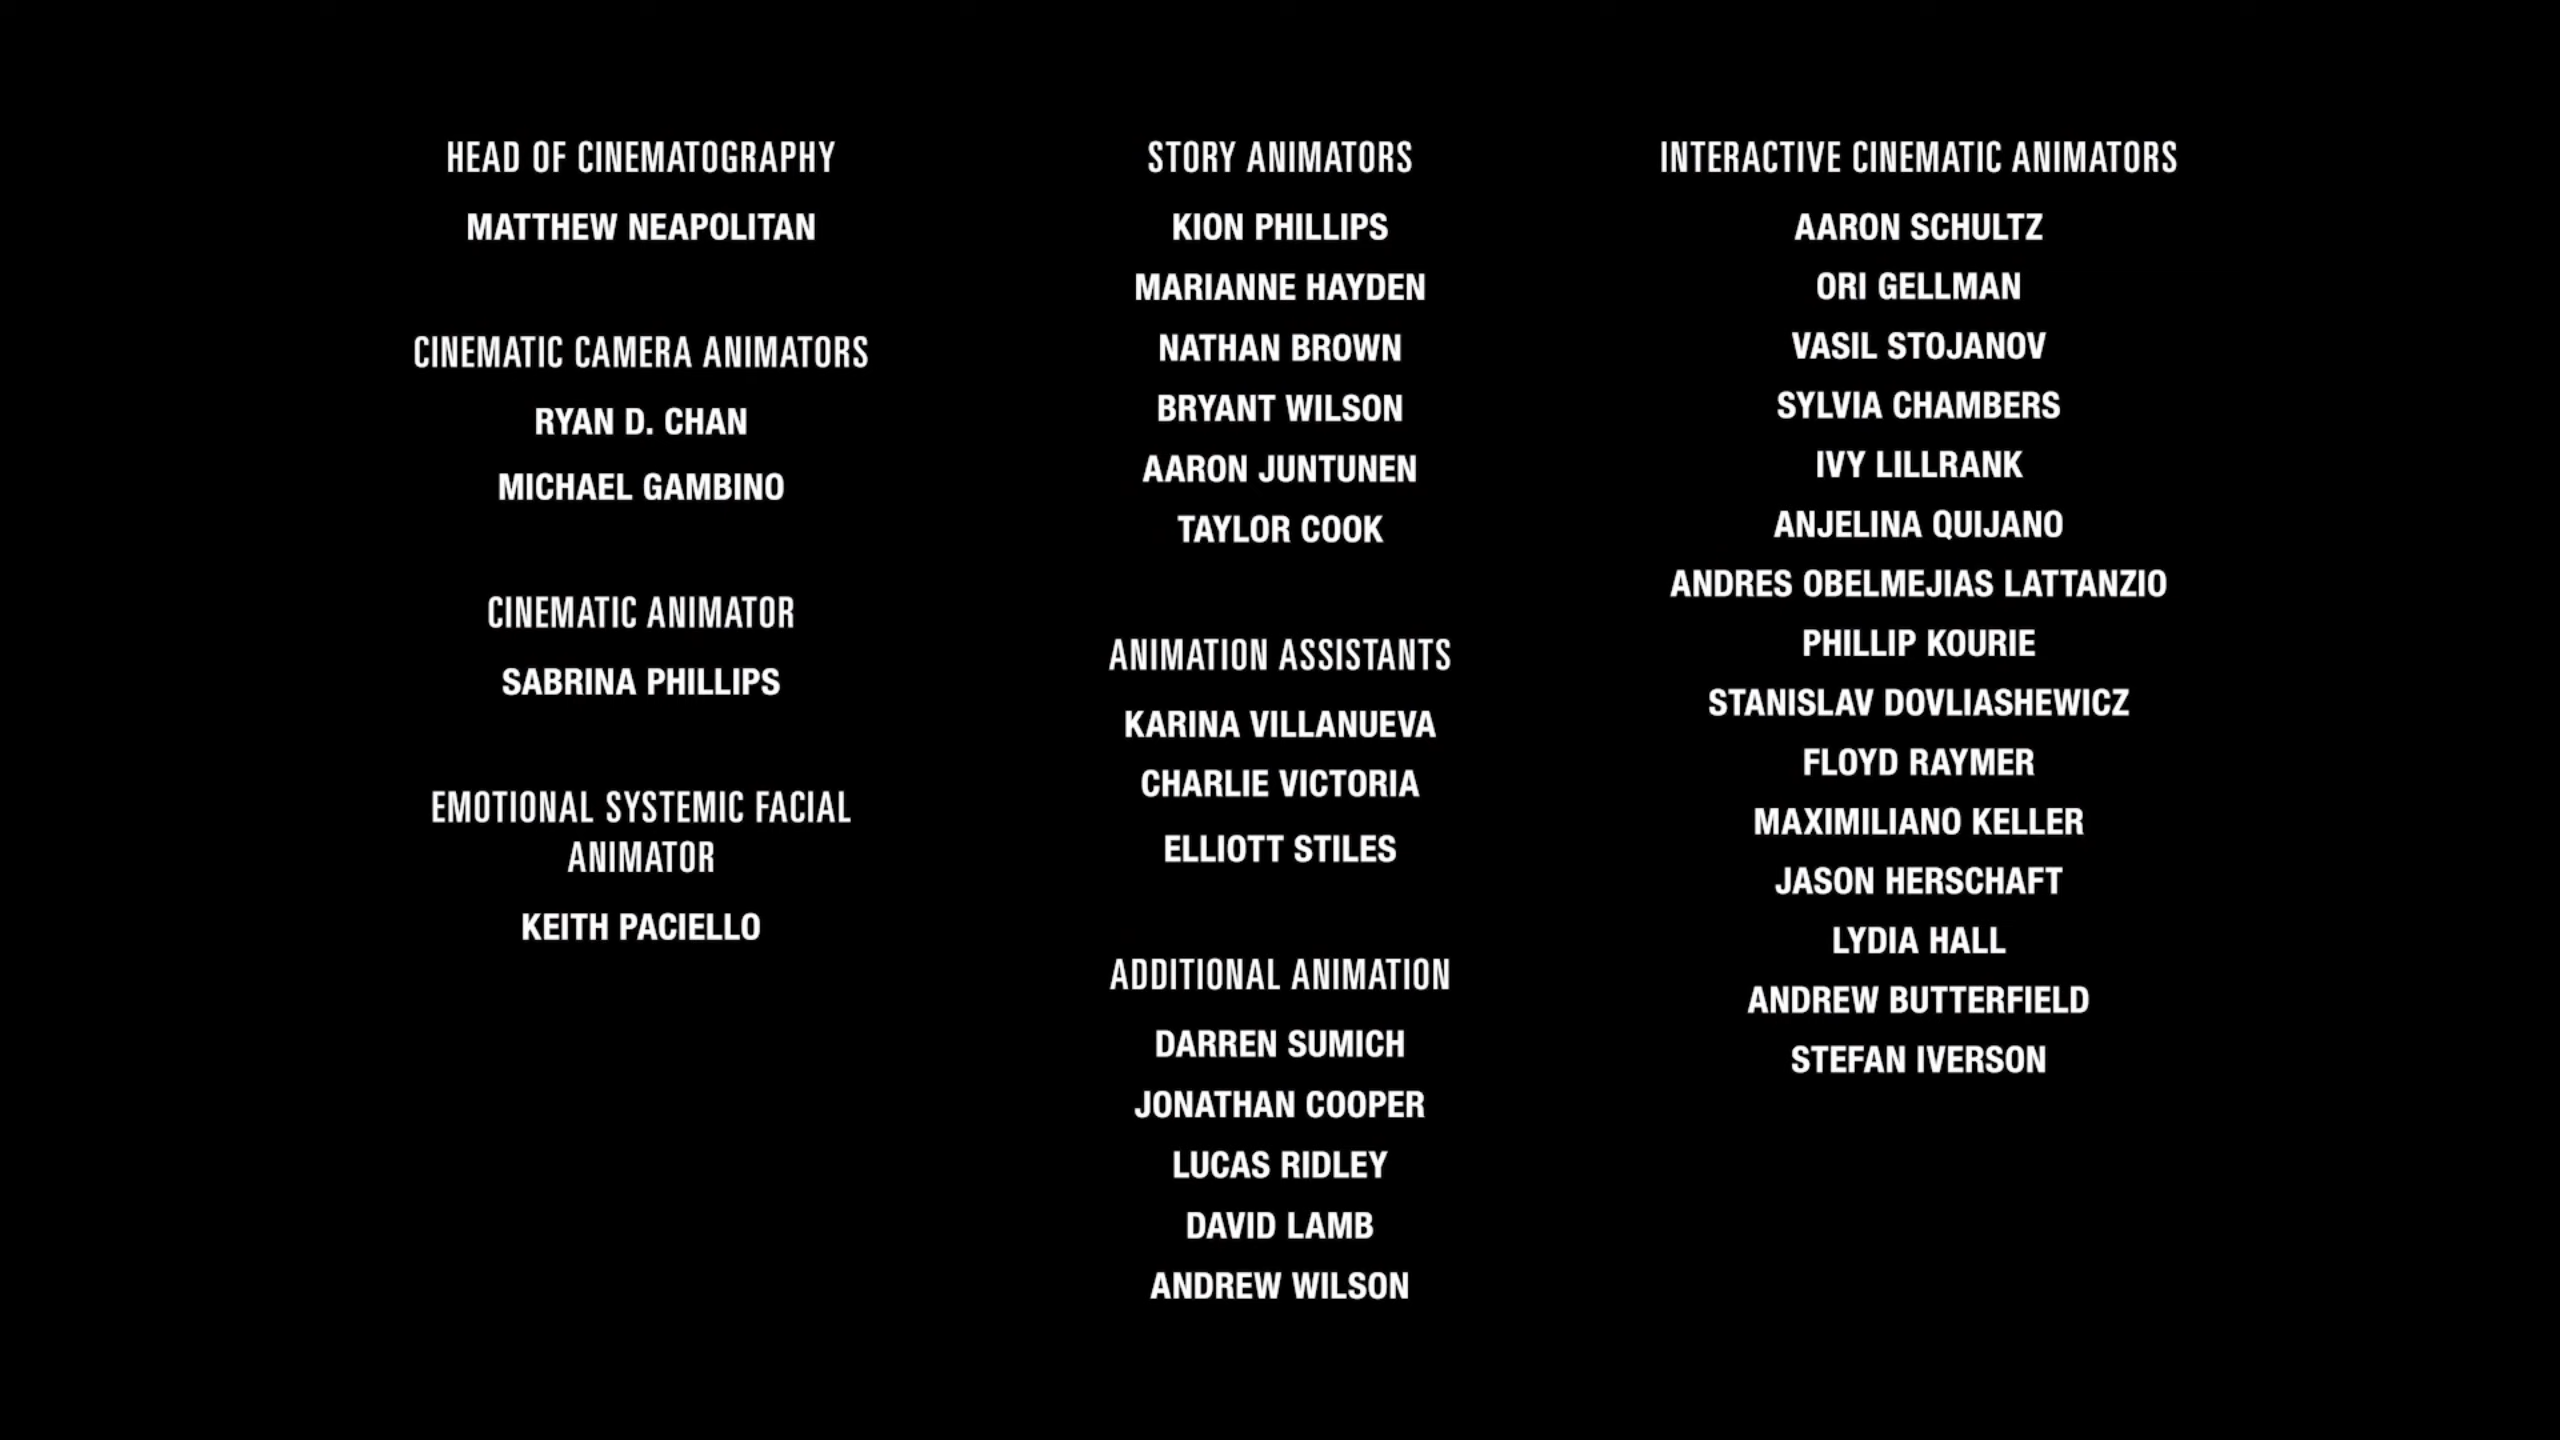 HEAD OF CINEMATOGRAPHY
MATTHEW NEAPOLITAN
CINEMATIC CAMERA ANIMATORS
RYAN D. CHAN
MICHAEL GAMBINO
CINEMATIC ANIMATOR
SABRINA PHILLIPS
EMOTIONAL SYSTEMIC FACIAL
ANIMATOR
KEITH PACIELLO
STORY ANIMATORS
KION PHILLIPS
MARIANNE HAYDEN
NATHAN BROWN
BRYANT WILSON
AARON JUNTUNEN
TAYLOR COOK
ANIMATION ASSISTANTS
KARINA VILLANUEVA
CHARLIE VICTORIA
ELLIOTT STILES
ADDITIONAL ANIMATION
DARREN SUMICH
JONATHAN COOPER
LUCAS RIDLEY
DAVID LAMB
ANDREW WILSON
INTERACTIVE CINEMATIC ANIMATORS
AARON SCHULTZ
ORI GELLMAN
VASIL STOJANOV
SYLVIA CHAMBERS
IVY LILLRANK
ANJELINA QUIJANO
ANDRES OBELMEJIAS LATTANZIO
PHILLIP KOURIE
STANISLAV DOVLIASHEWICZ
FLOYD RAYMER
MAXIMILIANO KELLER
JASON HERSCHAFT
LYDIA HALL
ANDREW BUTTERFIELD
STEFAN IVERSON